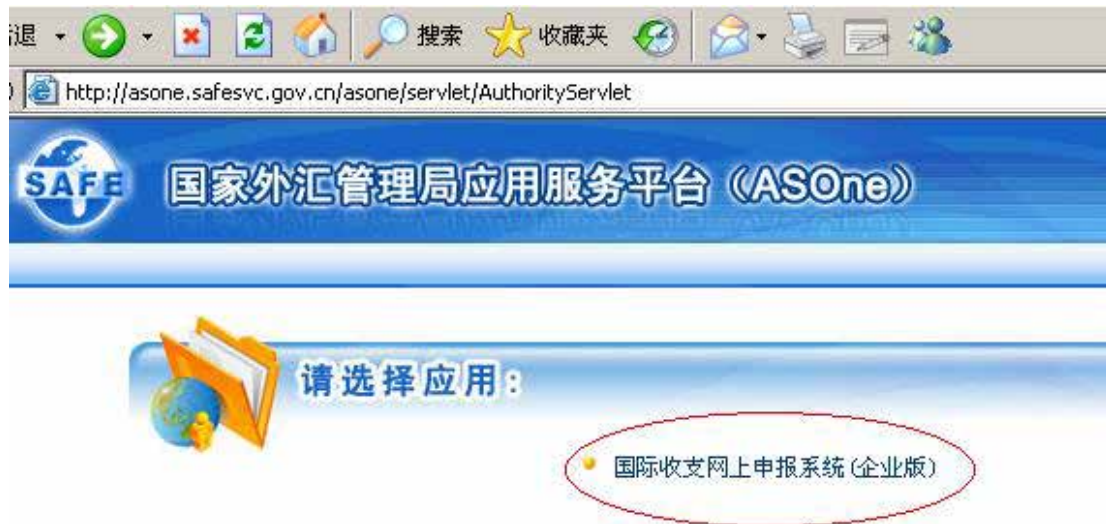 退 搜索 收藏夹
http://asone.safesvc.gov.cn/asone/servlet/AuthorityServlet
SAFE 国家外汇管理局应用服务平台（ASOne）
请选择应用：
国际收支网上申报系统(企业版)